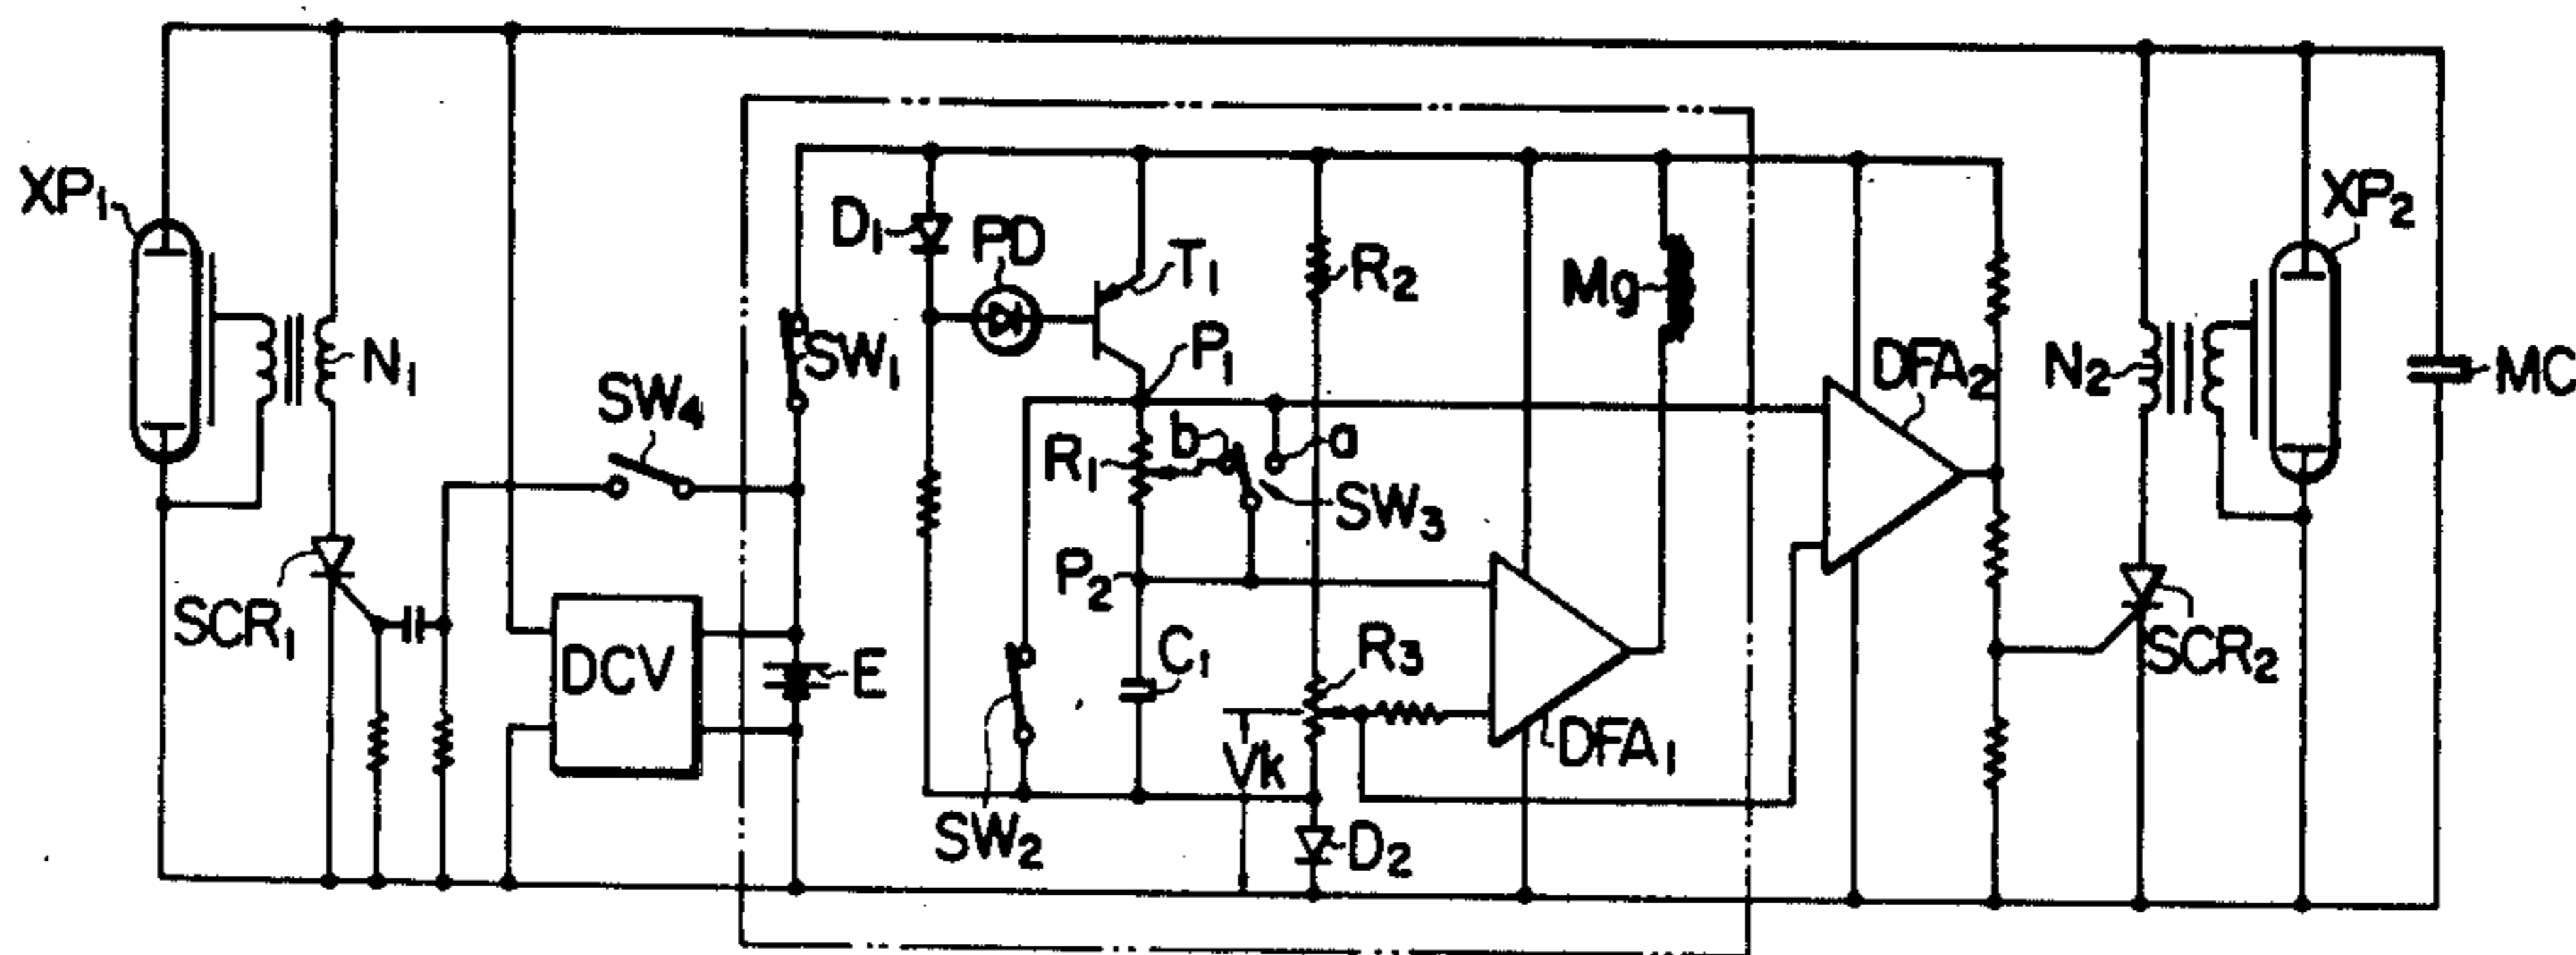 XP₁
N₁
SCR₁
SW₄
DCV
SW₁
E
D₁
PD
T₁
P₁
R₁
b
a
SW₃
P₂
C₁
SW₂
R₂
R₃
Vk
D₂
Mg
DFA₁
DFA₂
N₂
XP₂
SCR₂
MC